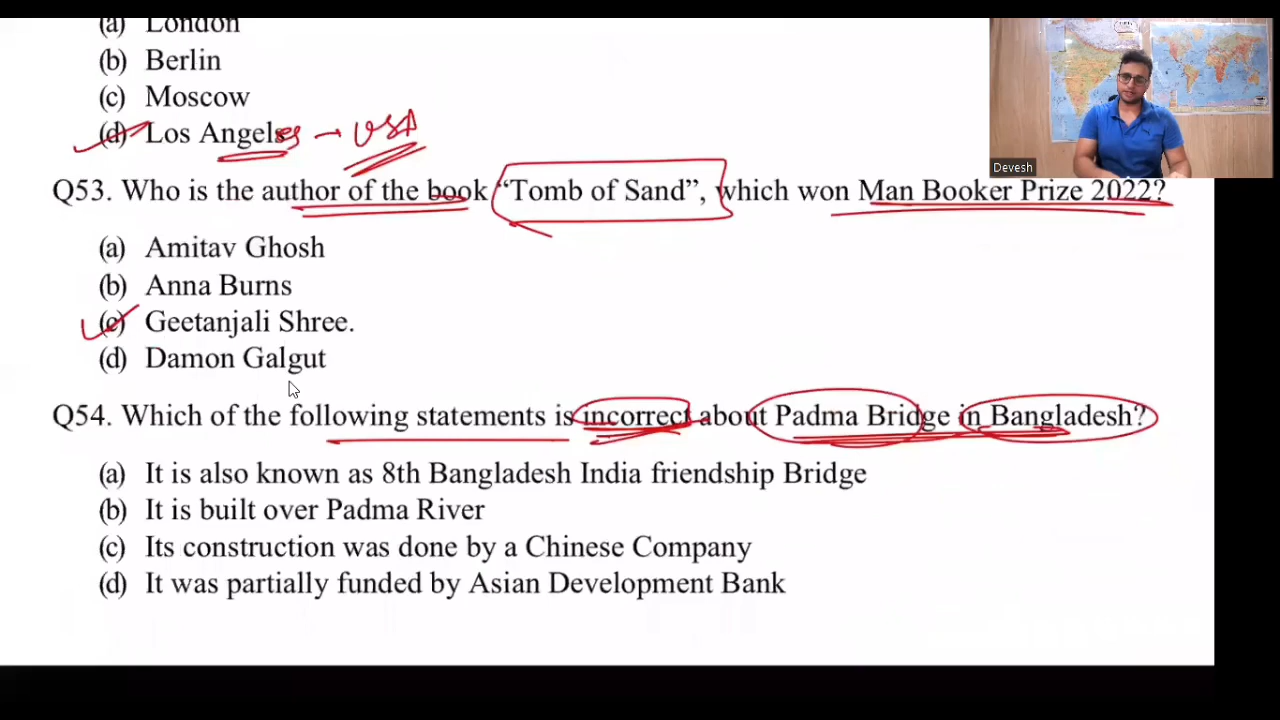 (a) London
(b) Berlin
(c) Moscow
(d) Los Angeles → USA
Devesh
Q53. Who is the author of the book “Tomb of Sand”, which won Man Booker Prize 2022?
(a) Amitav Ghosh
(b) Anna Burns
(c) Geetanjali Shree.
(d) Damon Galgut
Q54. Which of the following statements is incorrect about Padma Bridge in Bangladesh?
(a) It is also known as 8th Bangladesh India friendship Bridge
(b) It is built over Padma River
(c) Its construction was done by a Chinese Company
(d) It was partially funded by Asian Development Bank